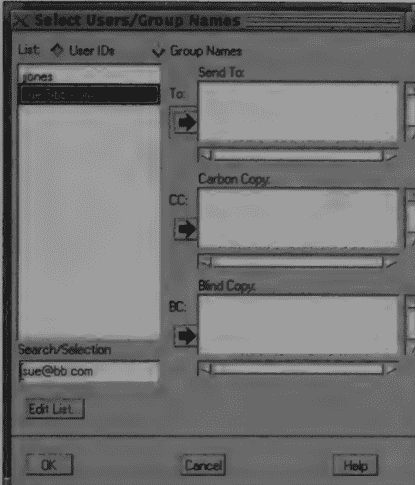 Select Users/Group Names
List: User IDs Group Names
jones
Send To:
To:
Carbon Copy:
CC:
Blind Copy:
BC:
Search/Selection
sue@bb com
Edit List...
OK Cancel Help